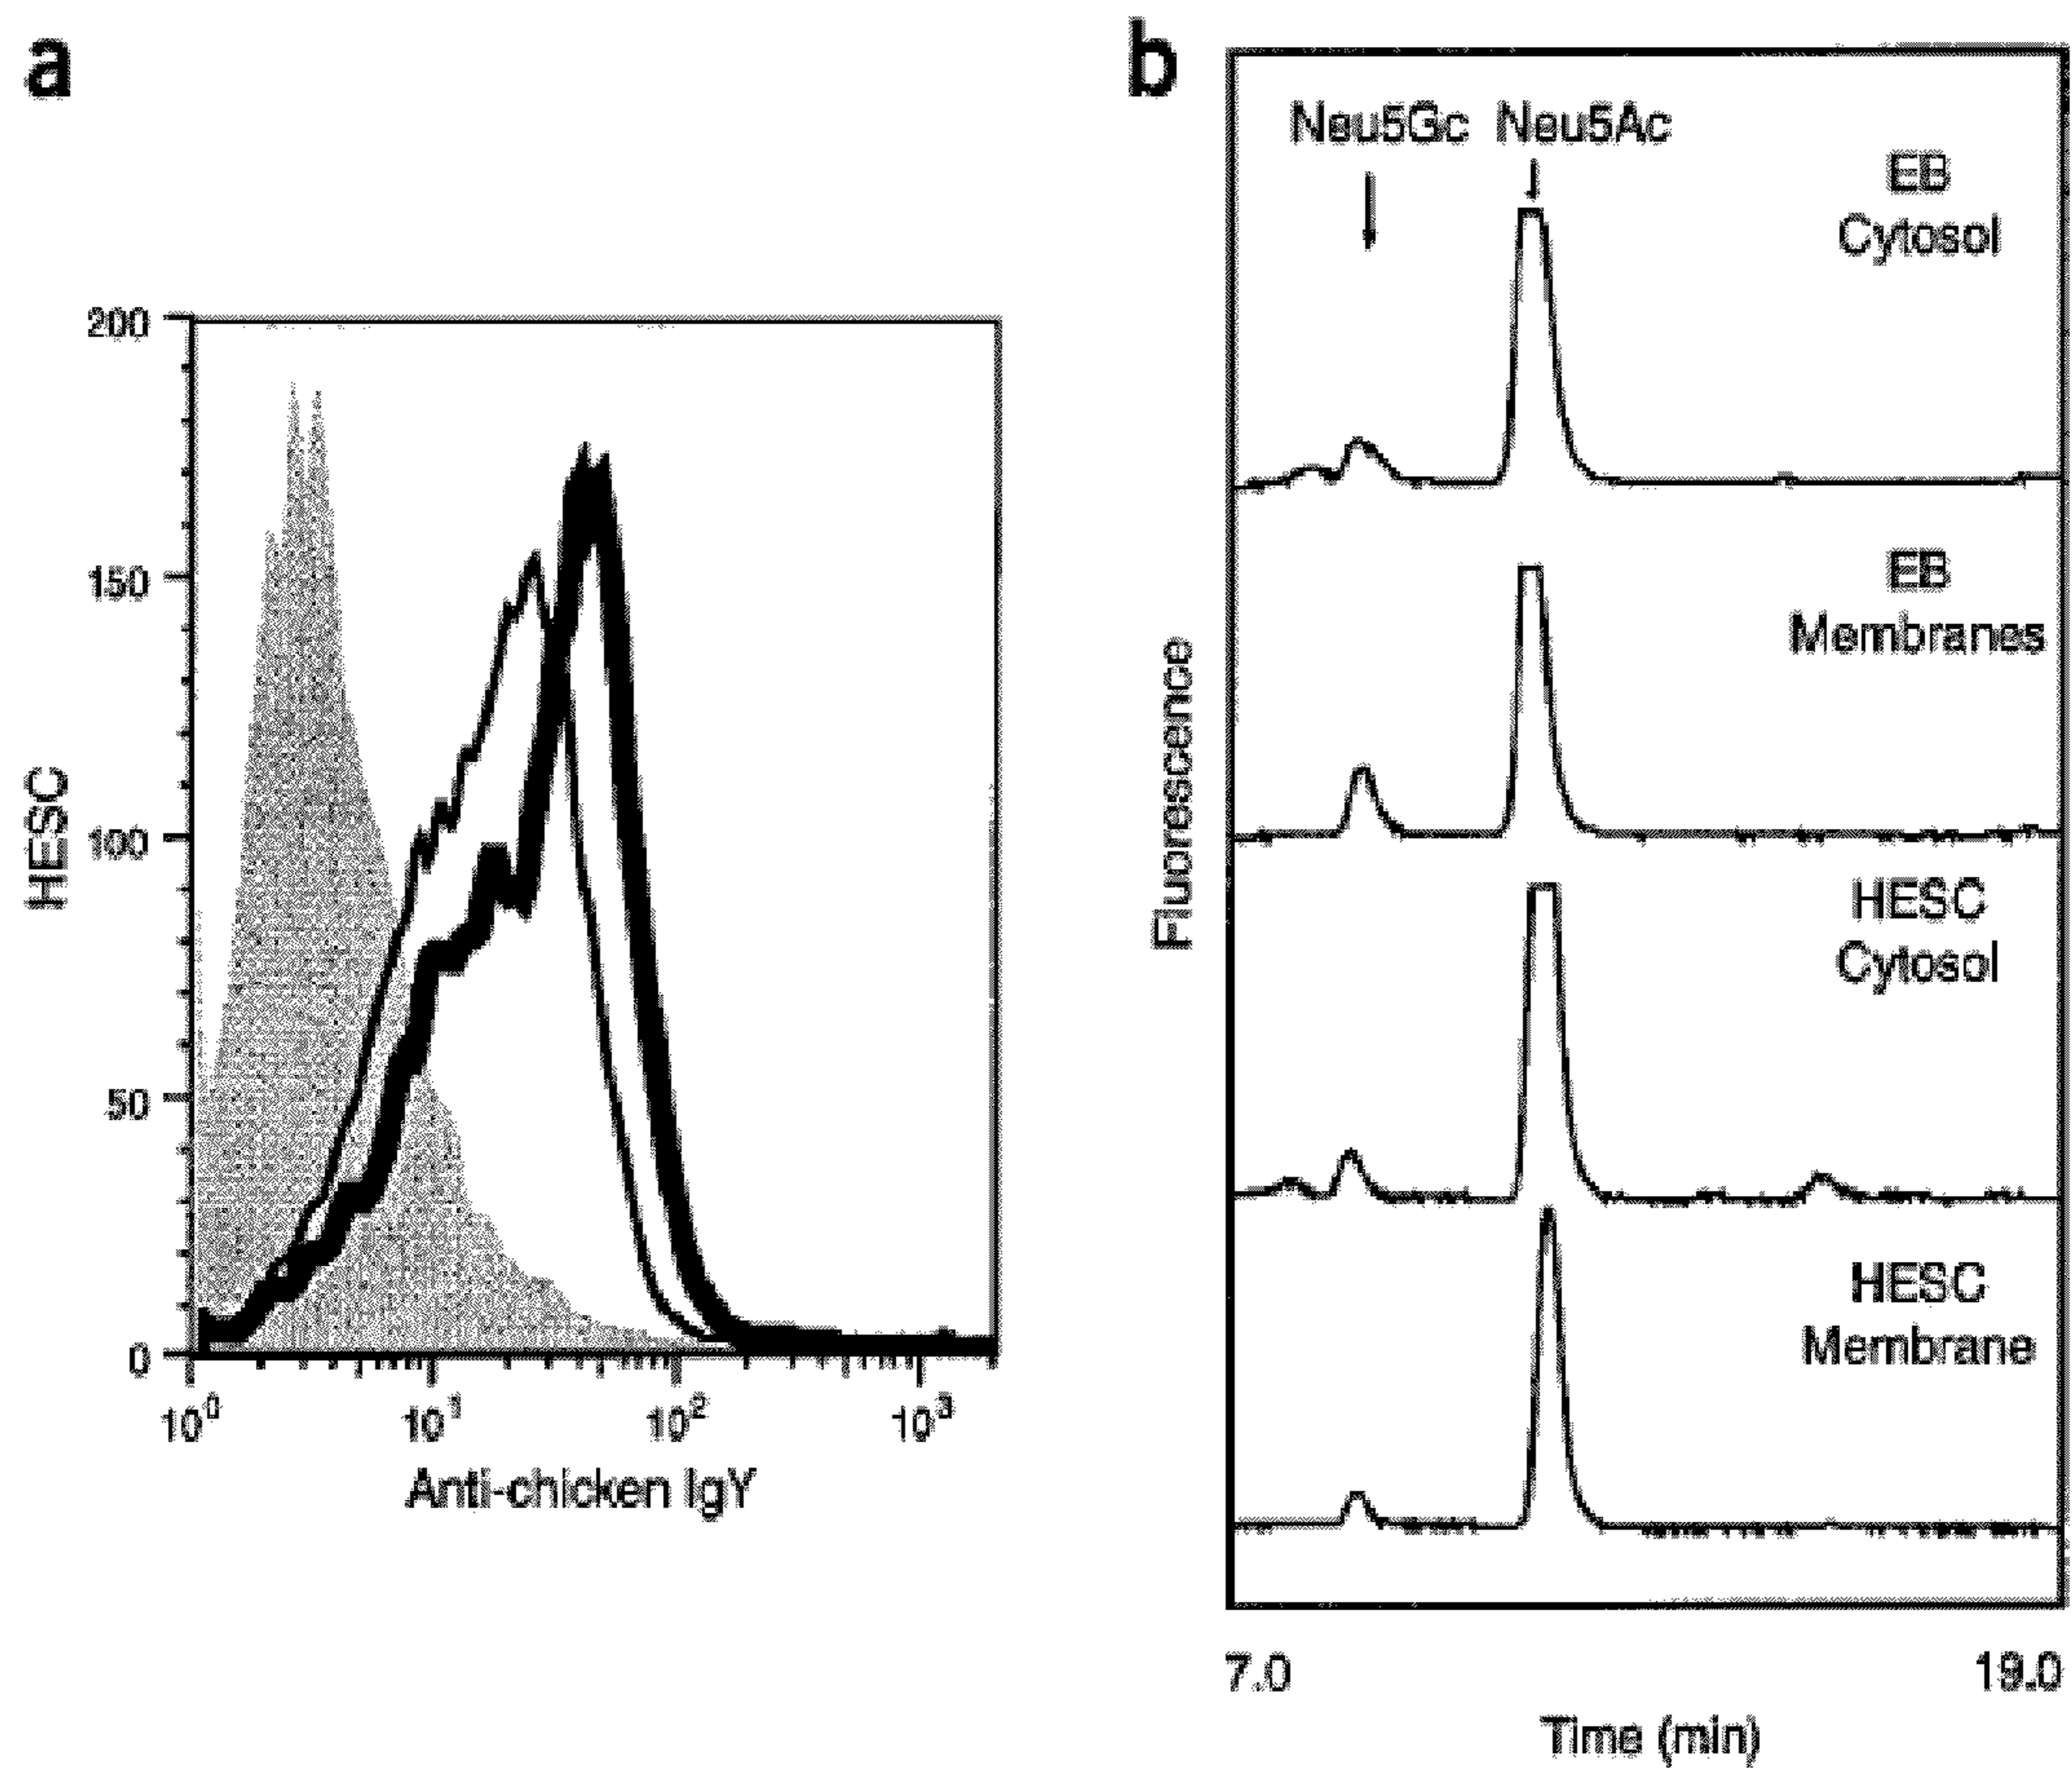 a
200
150
100
50
0
HESC
10⁰ 10¹ 10² 10³
Anti-chicken IgY
b
Neu5Gc Neu5Ac
EB
Cytosol
EB
Membranes
HESC
Cytosol
HESC
Membrane
Fluorescence
7.0 19.0
Time (min)